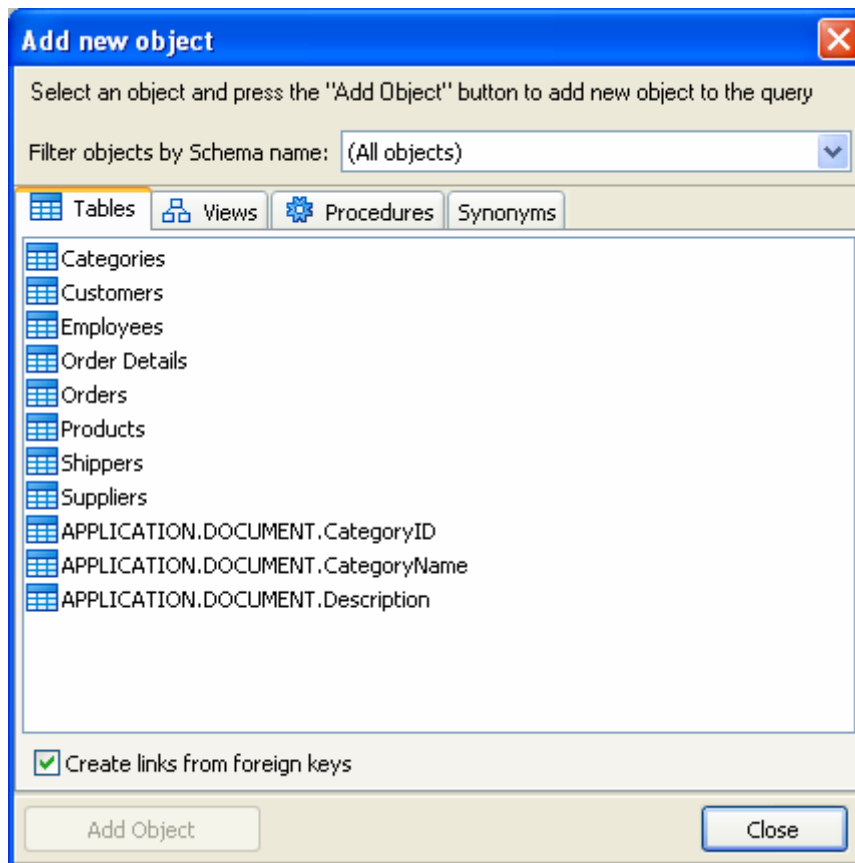 Add new object
Select an object and press the "Add Object" button to add new object to the query
Filter objects by Schema name: (All objects)
Tables Views Procedures Synonyms
Categories
Customers
Employees
Order Details
Orders
Products
Shippers
Suppliers
APPLICATION.DOCUMENT.CategoryID
APPLICATION.DOCUMENT.CategoryName
APPLICATION.DOCUMENT.Description
Create links from foreign keys
Add Object Close